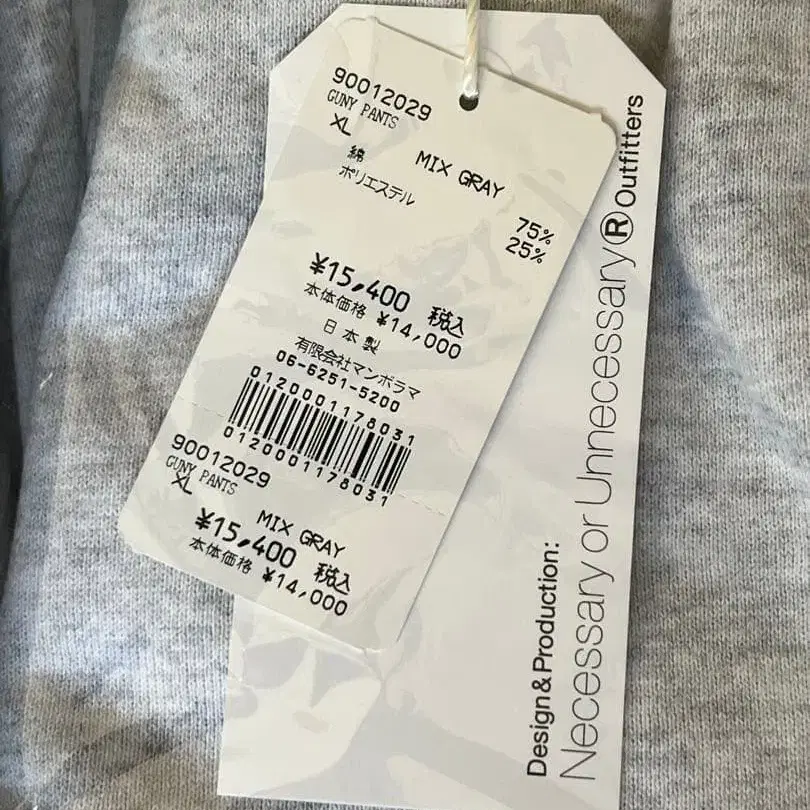 90012029
GUNY PANTS
XL
MIX GRAY
綿 75%
ポリエステル 25%
¥15,400 税込
本体価格 ¥14,000
日本製
有限会社マンボラマ
06-6251-5200
0120001178031
0120001178031
90012029
GUNY PANTS
XL
MIX GRAY
¥15,400 税込
本体価格 ¥14,000
Design & Production:
Necessary or Unnecessary® Outfitters